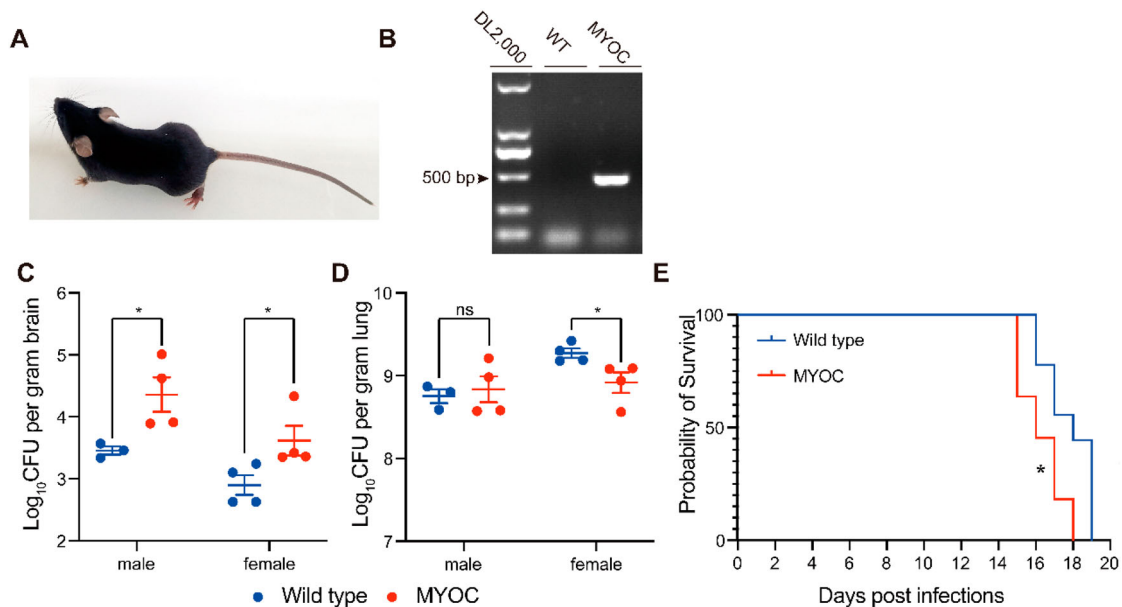 A
B
DL2,000
WT
MYOC
500 bp
C
Log10CFU per gram brain
6
5
4
3
2
male
female
*
*
D
Log10CFU per gram lung
10
9
8
7
male
female
ns
*
Wild type
MYOC
E
Probability of Survival
100
50
0
Wild type
MYOC
*
0 2 4 6 8 10 12 14 16 18 20
Days post infections